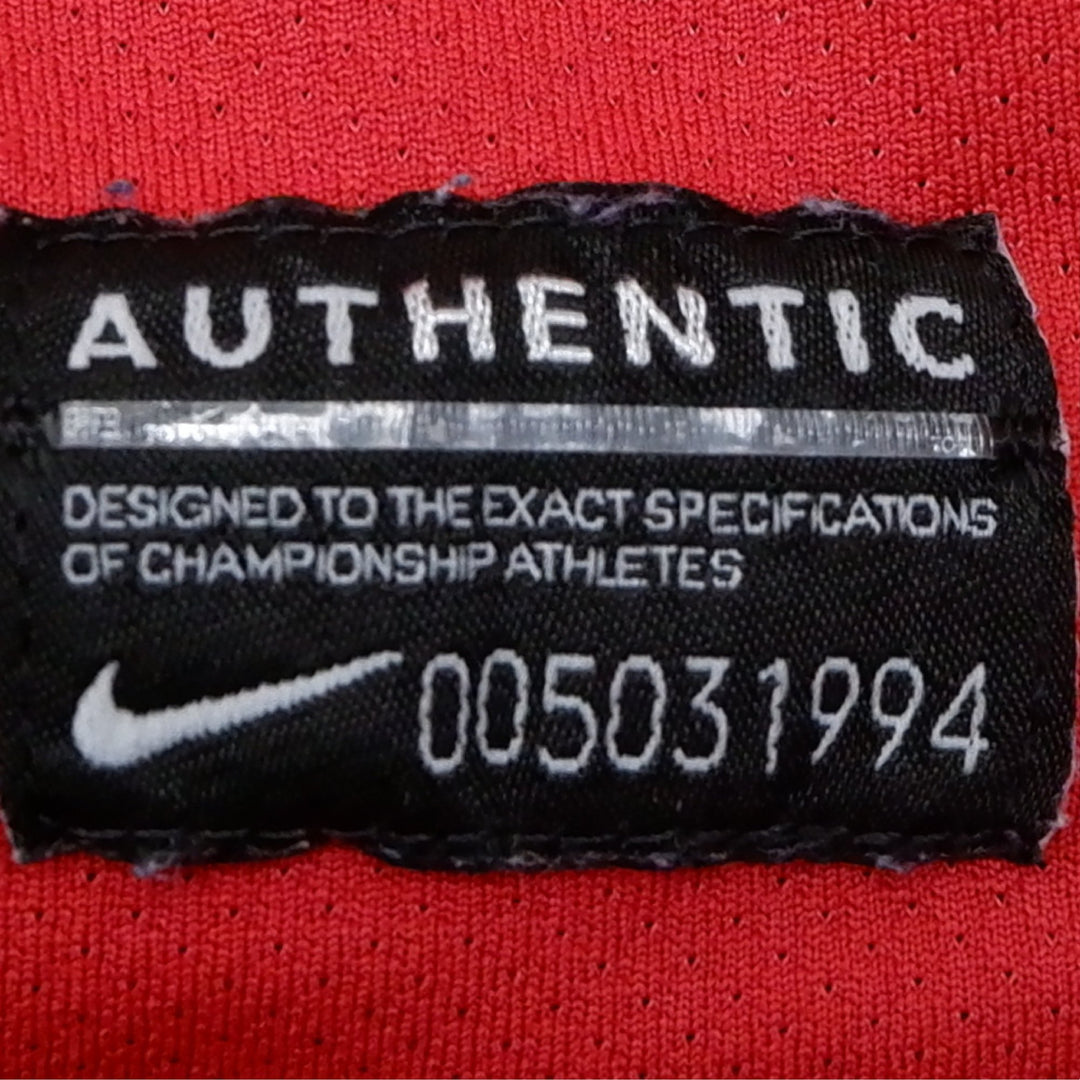 AUTHENTIC
DESIGNED TO THE EXACT SPECIFICATIONS
OF CHAMPIONSHIP ATHLETES
005031994